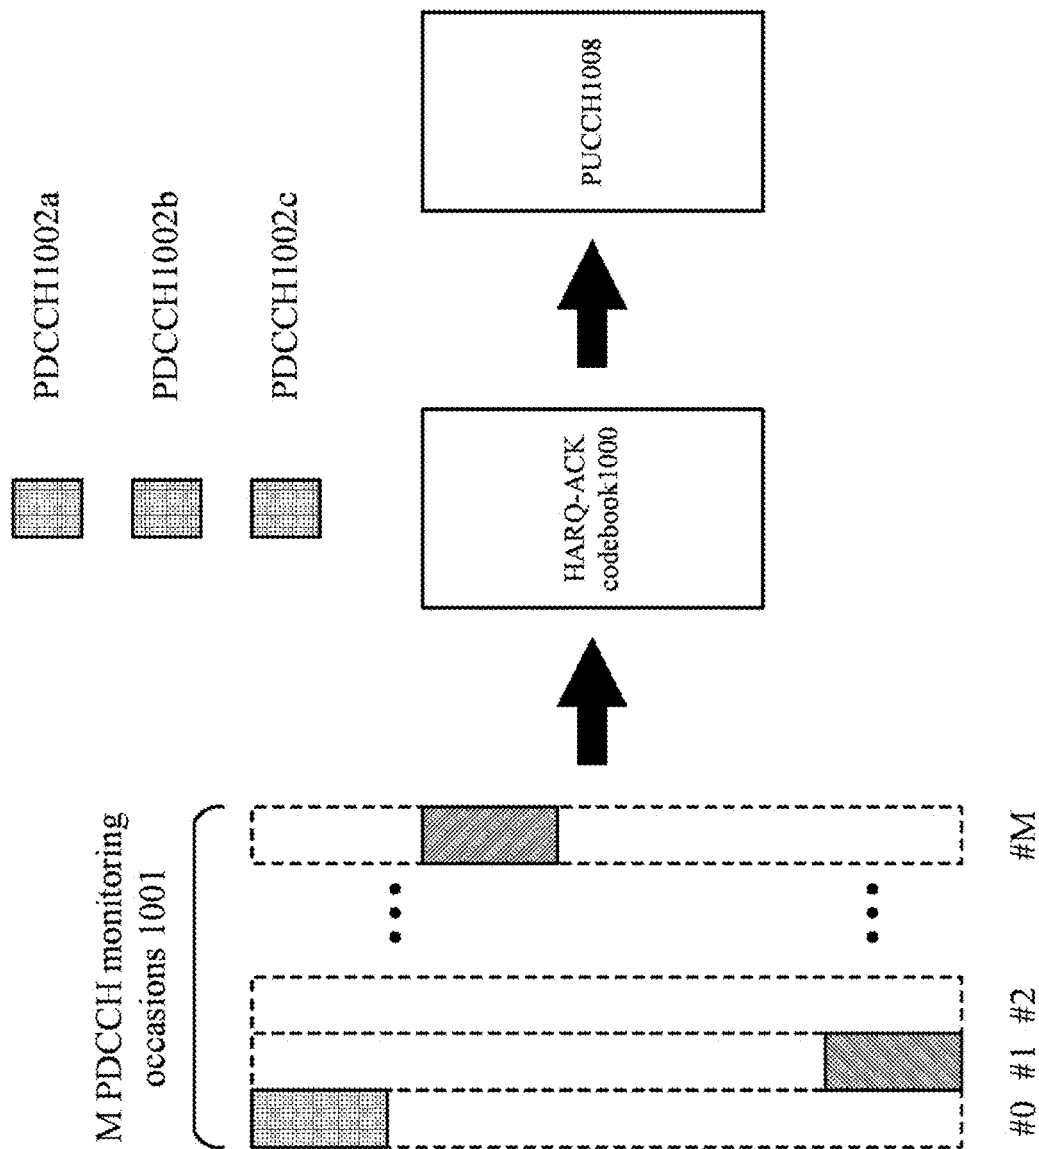 PDCCH1002a
PDCCH1002b
PDCCH1002c
M PDCCH monitoring
occasions 1001
HARQ-ACK
codebook1000
PUCCH1008
#0 #1 #2 #M